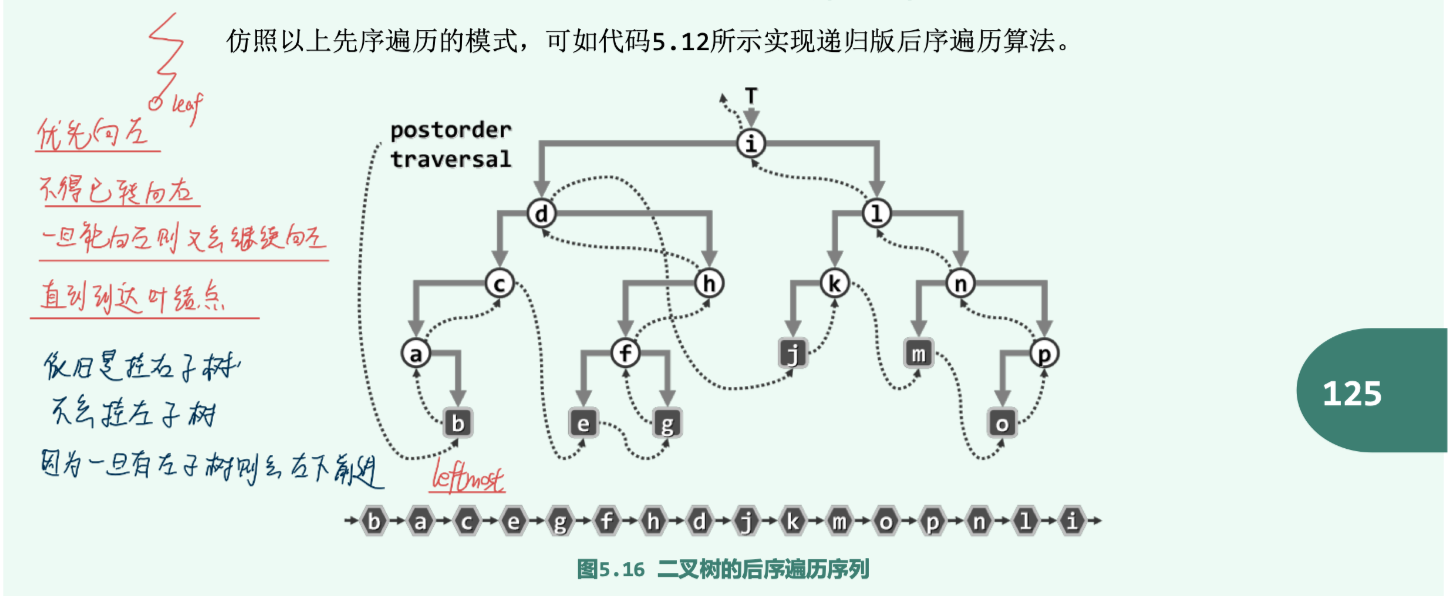 仿照以上先序遍历的模式，可如代码5.12所示实现递归版后序遍历算法。
leaf
优先向左
不得已转向右
一旦能向左则又会继续向左
直到到达叶结点
依旧是挂右子树
不会挂左子树
因为一旦有左子树则会左下前进
leftmost
postorder
traversal
T
i
d
l
c
h
k
n
a
f
j
m
p
b
e
g
o
b a c e g f h d j k m o p n l i
图5.16 二叉树的后序遍历序列
125